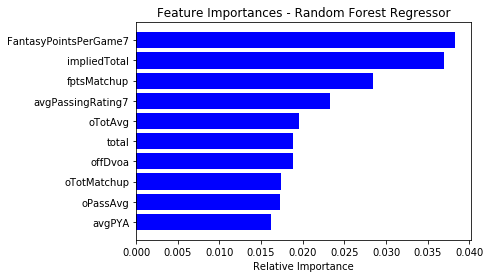 Feature Importances - Random Forest Regressor
FantasyPointsPerGame7
impliedTotal
fptsMatchup
avgPassingRating7
oTotAvg
total
offDvoa
oTotMatchup
oPassAvg
avgPYA
0.000 0.005 0.010 0.015 0.020 0.025 0.030 0.035 0.040
Relative Importance